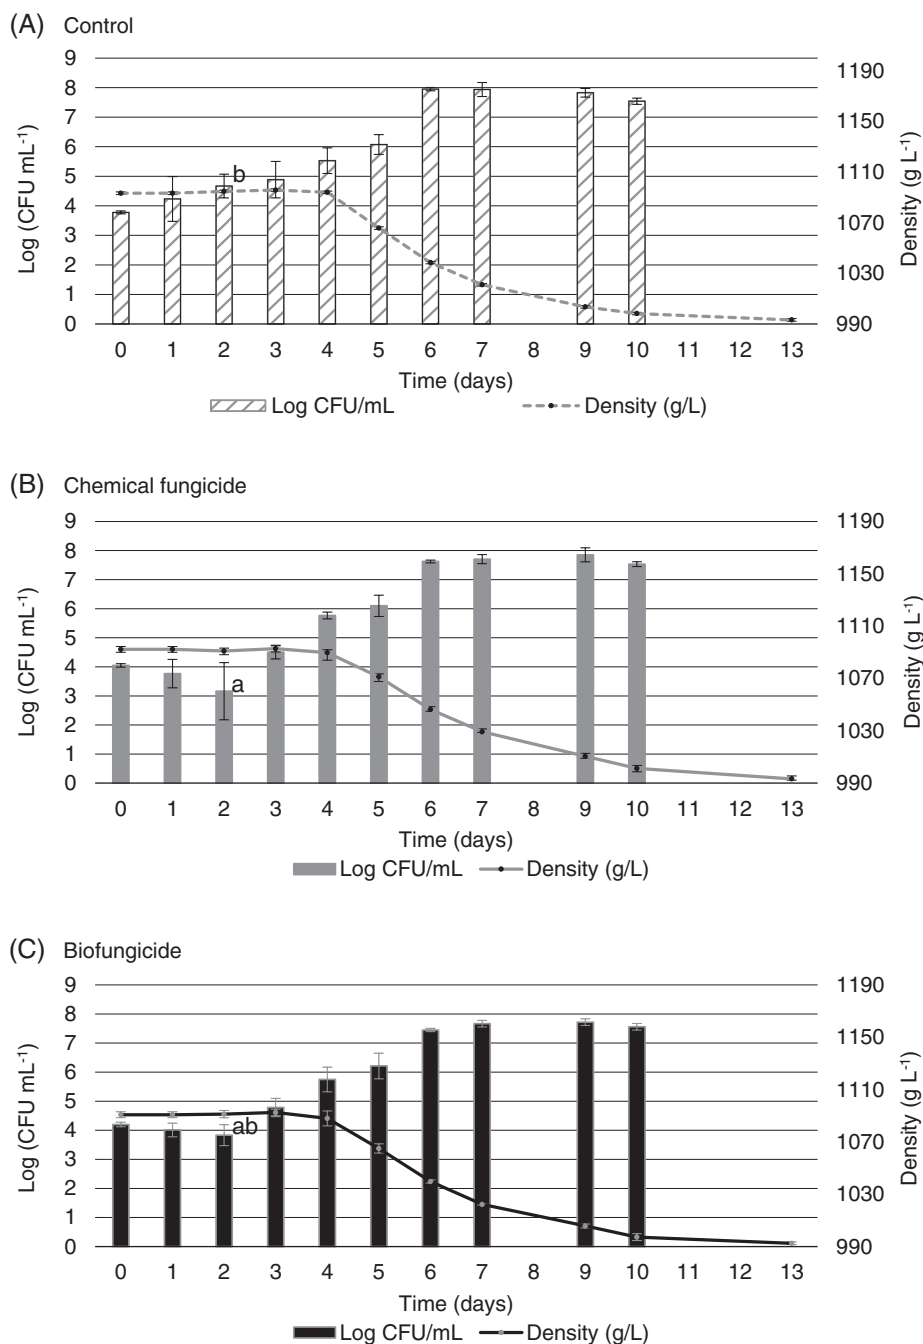 (A) Control
9
8
7
6
5
4
3
2
1
0
Log (CFU mL-1)
b
1190
1150
1110
1070
1030
990
Density (g L-1)
0 1 2 3 4 5 6 7 8 9 10 11 12 13
Time (days)
Log CFU/mL Density (g/L)
(B) Chemical fungicide
9
8
7
6
5
4
3
2
1
0
Log (CFU mL-1)
a
1190
1150
1110
1070
1030
990
Density (g L-1)
0 1 2 3 4 5 6 7 8 9 10 11 12 13
Time (days)
Log CFU/mL Density (g/L)
(C) Biofungicide
9
8
7
6
5
4
3
2
1
0
Log (CFU mL-1)
ab
1190
1150
1110
1070
1030
990
Density (g L-1)
0 1 2 3 4 5 6 7 8 9 10 11 12 13
Time (days)
Log CFU/mL Density (g/L)